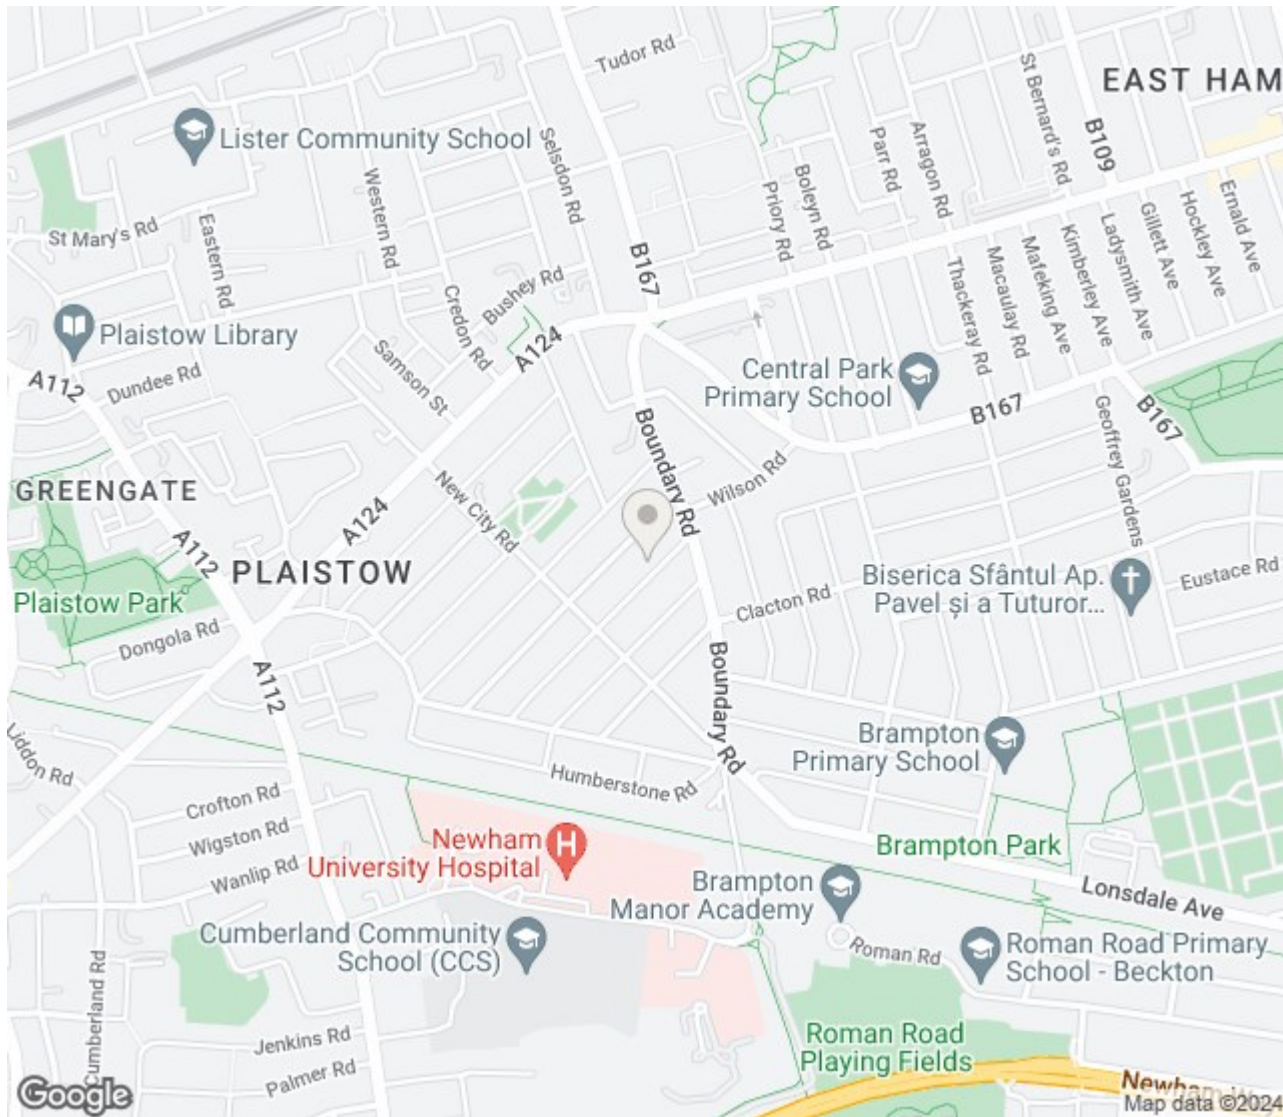 Tudor Rd
EAST HAM
St Bernard's Rd
B109
Lister Community School
Selsdon Rd
Arragon Rd
Parr Rd
Boleyn Rd
Priory Rd
Western Rd
Ernald Ave
Hockley Ave
Gillett Ave
Ladysmith Ave
Kimberley Ave
Mafeking Ave
Macaulay Rd
Thackeray Rd
St Mary's Rd
Eastern Rd
B167
Bushey Rd
Credon Rd
Plaistow Library
A124
Samson St
Central Park
Primary School
Dundee Rd
A112
B167
B167
Geoffrey Gardens
Boundary Rd
Wilson Rd
GREENGATE
New City Rd
A124
A112
PLAISTOW
Plaistow Park
Biserica Sfântul Ap.
Pavel și a Tuturor...
Eustace Rd
Clacton Rd
Dongola Rd
A112
Boundary Rd
Liddon Rd
Brampton
Primary School
Humberstone Rd
Crofton Rd
Wigston Rd
Wanlip Rd
Newham
University Hospital
Brampton Park
Brampton
Manor Academy
Lonsdale Ave
Cumberland Community
School (CCS)
Roman Rd
Roman Road Primary
School - Beckton
Cumberland Rd
Jenkins Rd
Palmer Rd
Roman Road
Playing Fields
Google
Newham W
Map data ©2024